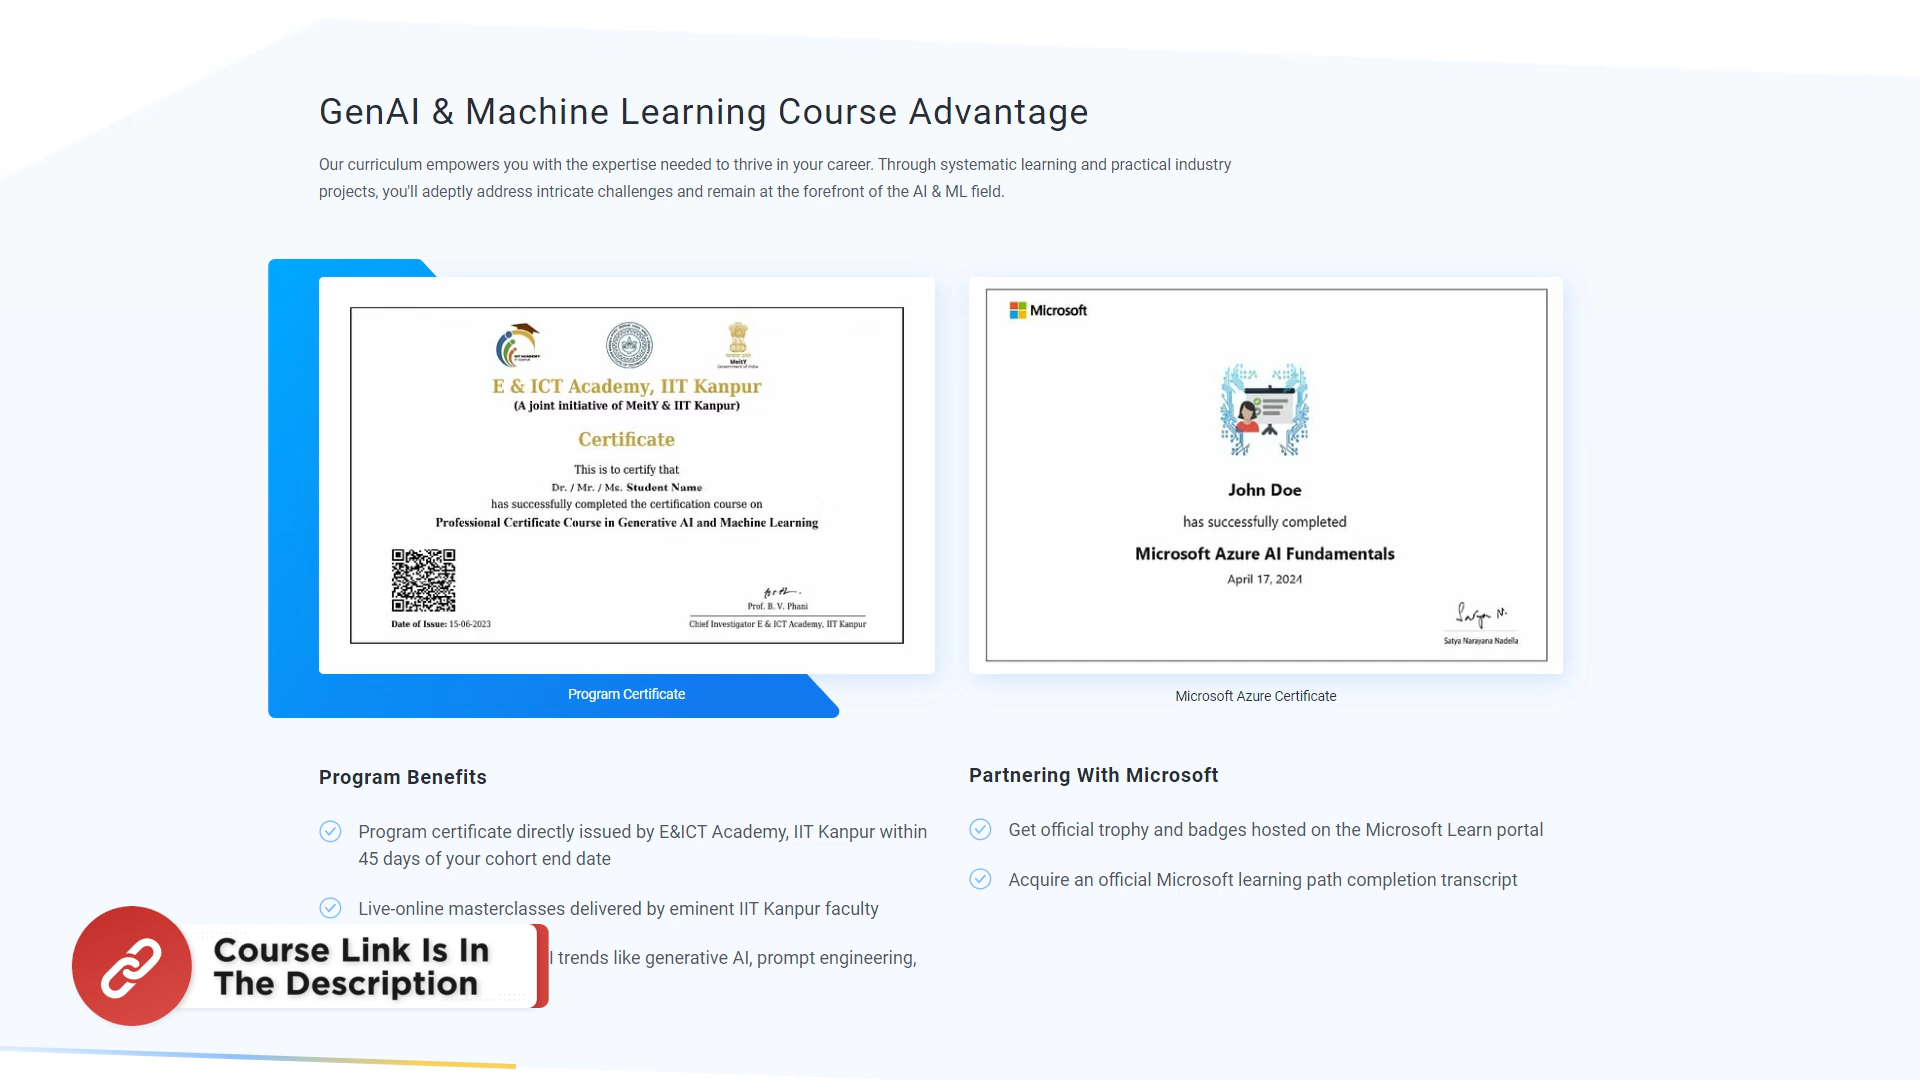 GenAI & Machine Learning Course Advantage
Our curriculum empowers you with the expertise needed to thrive in your career. Through systematic learning and practical industry
projects, you'll adeptly address intricate challenges and remain at the forefront of the AI & ML field.
MeitY
Government of India
E & ICT Academy, IIT Kanpur
(A joint initiative of MeitY & IIT Kanpur)
Certificate
This is to certify that
Dr. / Mr. / Ms. Student Name
has successfully completed the certification course on
Professional Certificate Course in Generative AI and Machine Learning
Prof. B. V. Phani
Date of Issue: 15-06-2023
Chief Investigator E & ICT Academy, IIT Kanpur
Program Certificate
Microsoft
John Doe
has successfully completed
Microsoft Azure AI Fundamentals
April 17, 2024
Satya Narayana Nadella
Microsoft Azure Certificate
Program Benefits
Program certificate directly issued by E&ICT Academy, IIT Kanpur within
45 days of your cohort end date
Live-online masterclasses delivered by eminent IIT Kanpur faculty
trends like generative AI, prompt engineering,
Partnering With Microsoft
Get official trophy and badges hosted on the Microsoft Learn portal
Acquire an official Microsoft learning path completion transcript
Course Link Is In
The Description